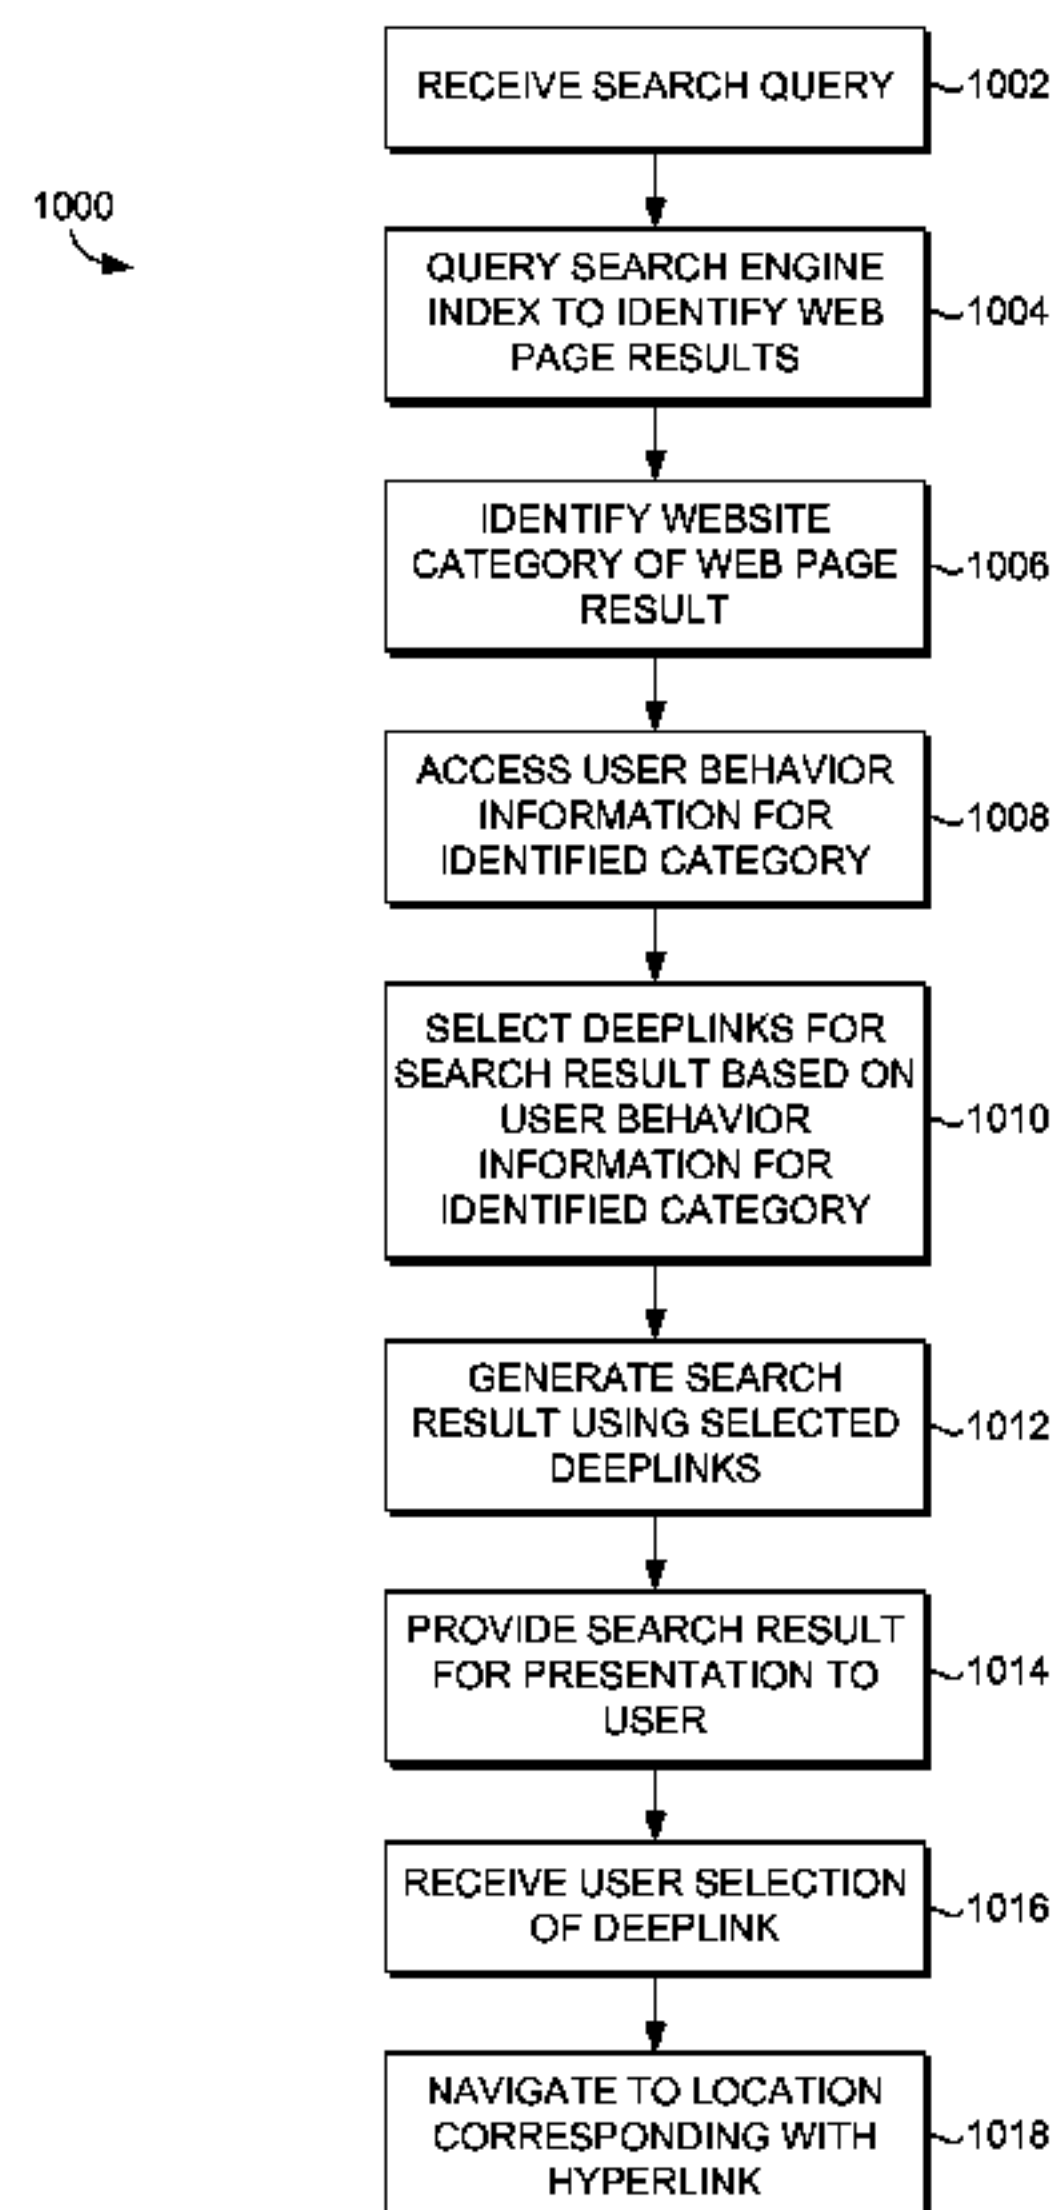 RECEIVE SEARCH QUERY
1002
1000
QUERY SEARCH ENGINE
INDEX TO IDENTIFY WEB
PAGE RESULTS
1004
IDENTIFY WEBSITE
CATEGORY OF WEB PAGE
RESULT
1006
ACCESS USER BEHAVIOR
INFORMATION FOR
IDENTIFIED CATEGORY
1008
SELECT DEEPLINKS FOR
SEARCH RESULT BASED ON
USER BEHAVIOR
INFORMATION FOR
IDENTIFIED CATEGORY
1010
GENERATE SEARCH
RESULT USING SELECTED
DEEPLINKS
1012
PROVIDE SEARCH RESULT
FOR PRESENTATION TO
USER
1014
RECEIVE USER SELECTION
OF DEEPLINK
1016
NAVIGATE TO LOCATION
CORRESPONDING WITH
HYPERLINK
1018